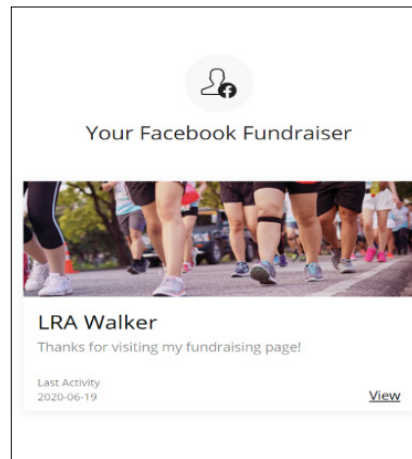 Your Facebook Fundraiser
LRA Walker
Thanks for visiting my fundraising page!
Last Activity
2020-06-19
View